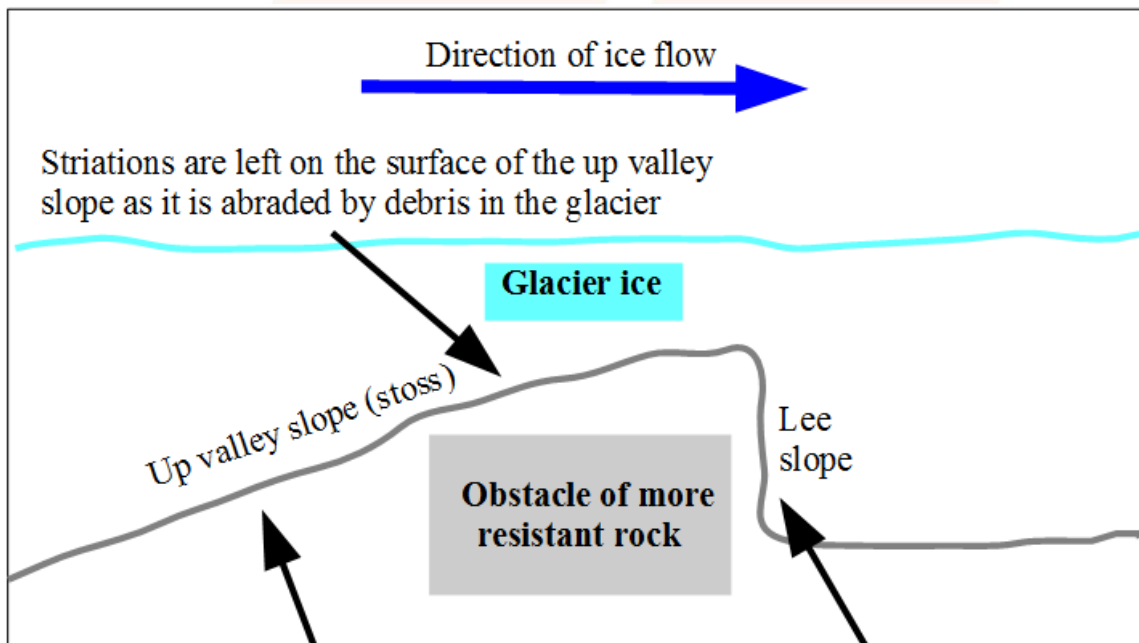 Direction of ice flow
Striations are left on the surface of the up valley
slope as it is abraded by debris in the glacier
Glacier ice
Up valley slope (stoss)
Lee
slope
Obstacle of more
resistant rock